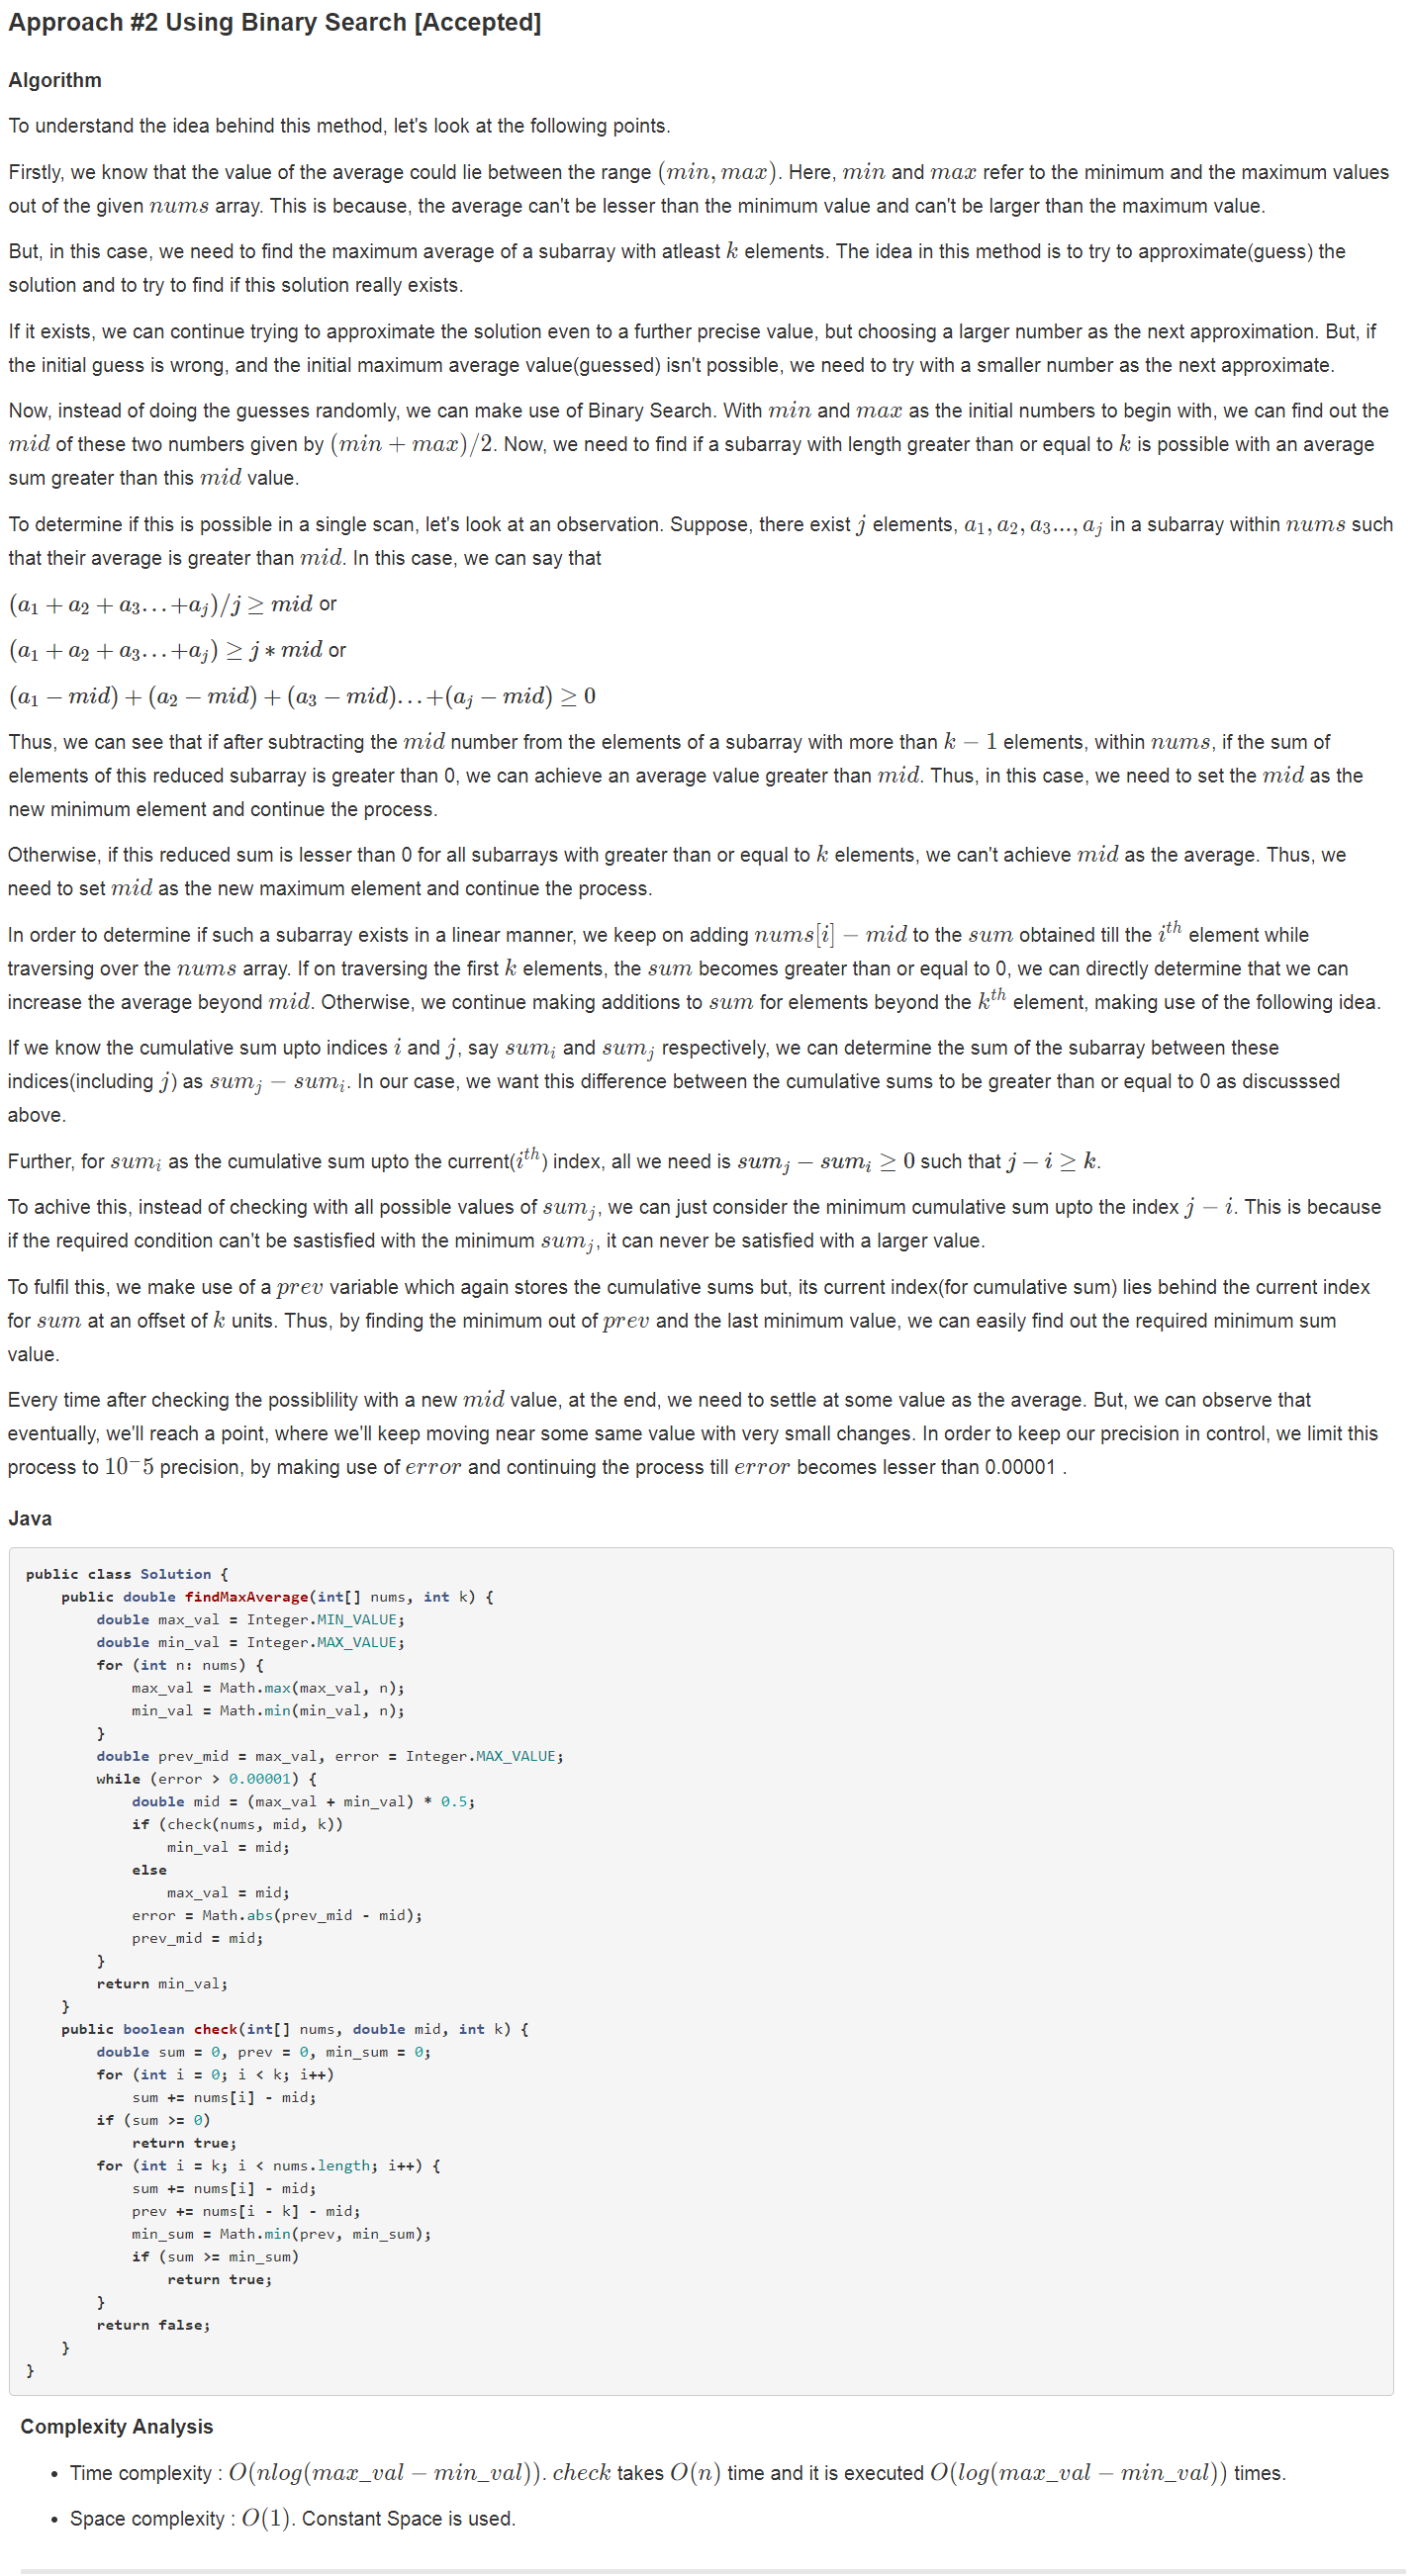 Approach #2 Using Binary Search [Accepted]
Algorithm
To understand the idea behind this method, let's look at the following points.
Firstly, we know that the value of the average could lie between the range (min, max). Here, min and max refer to the minimum and the maximum values
out of the given nums array. This is because, the average can't be lesser than the minimum value and can't be larger than the maximum value.
But, in this case, we need to find the maximum average of a subarray with atleast k elements. The idea in this method is to try to approximate(guess) the
solution and to try to find if this solution really exists.
If it exists, we can continue trying to approximate the solution even to a further precise value, but choosing a larger number as the next approximation. But, if
the initial guess is wrong, and the initial maximum average value(guessed) isn't possible, we need to try with a smaller number as the next approximate.
Now, instead of doing the guesses randomly, we can make use of Binary Search. With min and max as the initial numbers to begin with, we can find out the
mid of these two numbers given by (min + max)/2. Now, we need to find if a subarray with length greater than or equal to k is possible with an average
sum greater than this mid value.
To determine if this is possible in a single scan, let's look at an observation. Suppose, there exist j elements, a₁, a₂, a₃..., aⱼ in a subarray within nums such
that their average is greater than mid. In this case, we can say that
(a₁ + a₂ + a₃...+aⱼ)/j ≥ mid or
(a₁ + a₂ + a₃...+aⱼ) ≥ j ∗ mid or
(a₁ − mid) + (a₂ − mid) + (a₃ − mid)...+(aⱼ − mid) ≥ 0
Thus, we can see that if after subtracting the mid number from the elements of a subarray with more than k − 1 elements, within nums, if the sum of
elements of this reduced subarray is greater than 0, we can achieve an average value greater than mid. Thus, in this case, we need to set the mid as the
new minimum element and continue the process.
Otherwise, if this reduced sum is lesser than 0 for all subarrays with greater than or equal to k elements, we can't achieve mid as the average. Thus, we
need to set mid as the new maximum element and continue the process.
In order to determine if such a subarray exists in a linear manner, we keep on adding nums[i] − mid to the sum obtained till the iᵗʰ element while
traversing over the nums array. If on traversing the first k elements, the sum becomes greater than or equal to 0, we can directly determine that we can
increase the average beyond mid. Otherwise, we continue making additions to sum for elements beyond the kᵗʰ element, making use of the following idea.
If we know the cumulative sum upto indices i and j, say sumᵢ and sumⱼ respectively, we can determine the sum of the subarray between these
indices(including j) as sumⱼ − sumᵢ. In our case, we want this difference between the cumulative sums to be greater than or equal to 0 as discusssed
above.
Further, for sumᵢ as the cumulative sum upto the current(iᵗʰ) index, all we need is sumⱼ − sumᵢ ≥ 0 such that j − i ≥ k.
To achive this, instead of checking with all possible values of sumⱼ, we can just consider the minimum cumulative sum upto the index j − i. This is because
if the required condition can't be sastisfied with the minimum sumⱼ, it can never be satisfied with a larger value.
To fulfil this, we make use of a prev variable which again stores the cumulative sums but, its current index(for cumulative sum) lies behind the current index
for sum at an offset of k units. Thus, by finding the minimum out of prev and the last minimum value, we can easily find out the required minimum sum
value.
Every time after checking the possiblility with a new mid value, at the end, we need to settle at some value as the average. But, we can observe that
eventually, we'll reach a point, where we'll keep moving near some same value with very small changes. In order to keep our precision in control, we limit this
process to 10⁻5 precision, by making use of error and continuing the process till error becomes lesser than 0.00001 .
Java
public class Solution {
    public double findMaxAverage(int[] nums, int k) {
        double max_val = Integer.MIN_VALUE;
        double min_val = Integer.MAX_VALUE;
        for (int n: nums) {
            max_val = Math.max(max_val, n);
            min_val = Math.min(min_val, n);
        }
        double prev_mid = max_val, error = Integer.MAX_VALUE;
        while (error > 0.00001) {
            double mid = (max_val + min_val) * 0.5;
            if (check(nums, mid, k))
                min_val = mid;
            else
                max_val = mid;
            error = Math.abs(prev_mid - mid);
            prev_mid = mid;
        }
        return min_val;
    }
    public boolean check(int[] nums, double mid, int k) {
        double sum = 0, prev = 0, min_sum = 0;
        for (int i = 0; i < k; i++)
            sum += nums[i] - mid;
        if (sum >= 0)
            return true;
        for (int i = k; i < nums.length; i++) {
            sum += nums[i] - mid;
            prev += nums[i - k] - mid;
            min_sum = Math.min(prev, min_sum);
            if (sum >= min_sum)
                return true;
        }
        return false;
    }
}
Complexity Analysis
• Time complexity : O(nlog(max_val − min_val)). check takes O(n) time and it is executed O(log(max_val − min_val)) times.
• Space complexity : O(1). Constant Space is used.